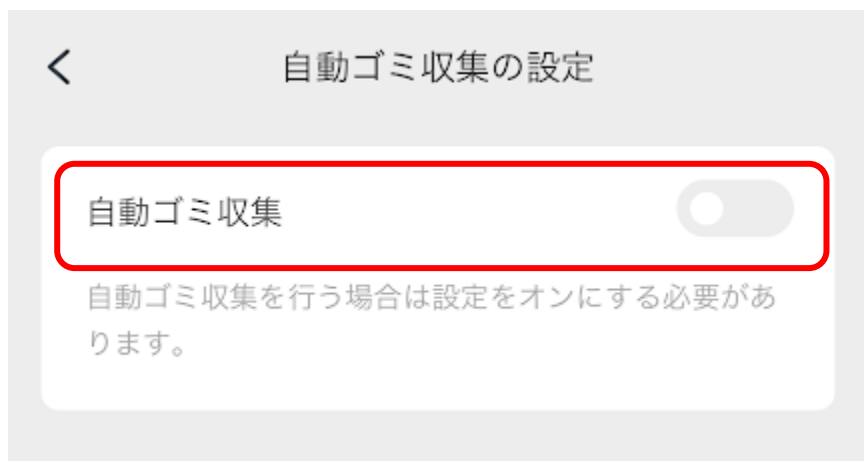 自動ゴミ収集の設定
自動ゴミ収集
自動ゴミ収集を行う場合は設定をオンにする必要があ
ります。